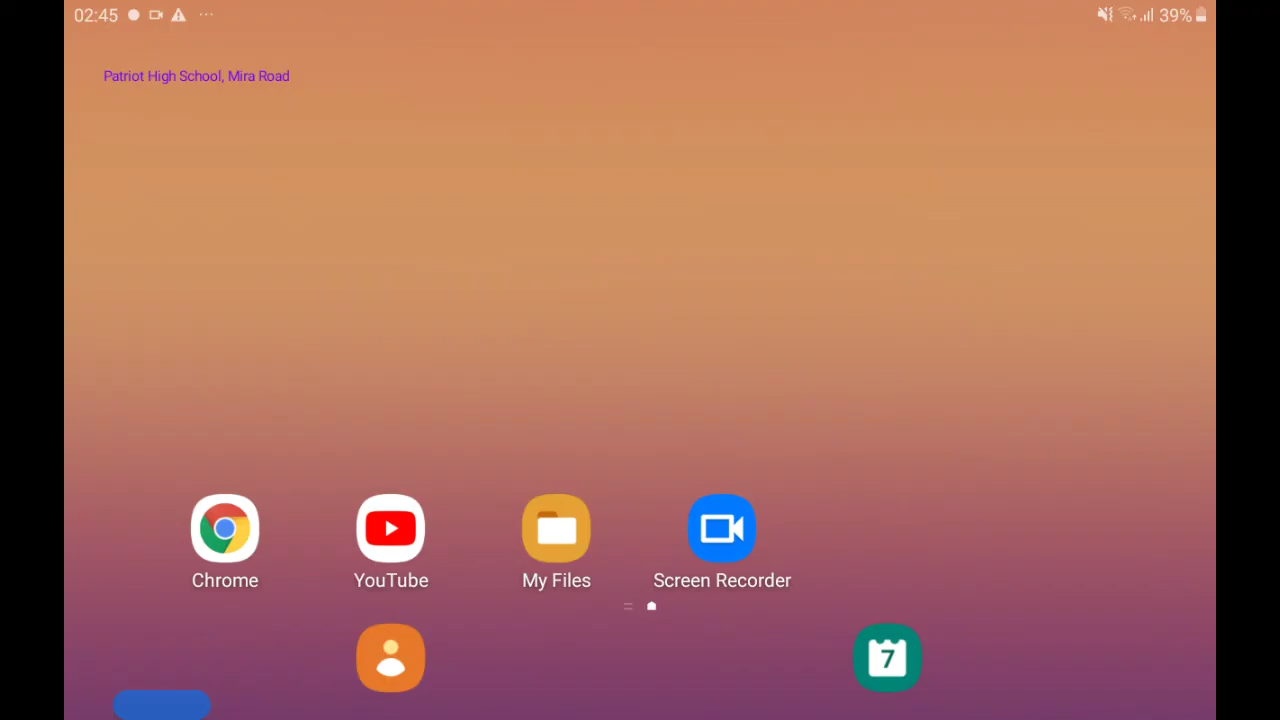 02:45
39%
Patriot High School, Mira Road
Chrome
YouTube
My Files
Screen Recorder
7